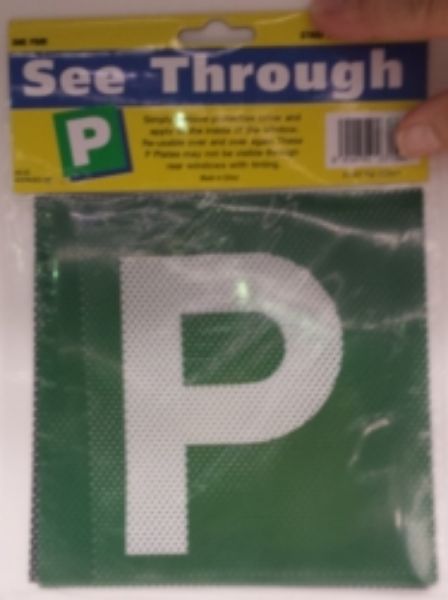 See Through
P
Simply remove protective cover and
apply to the inside of the window.
Re-usable over and over again. These
P Plates may not be visible through
rear windows with tinting.
Made in China
P